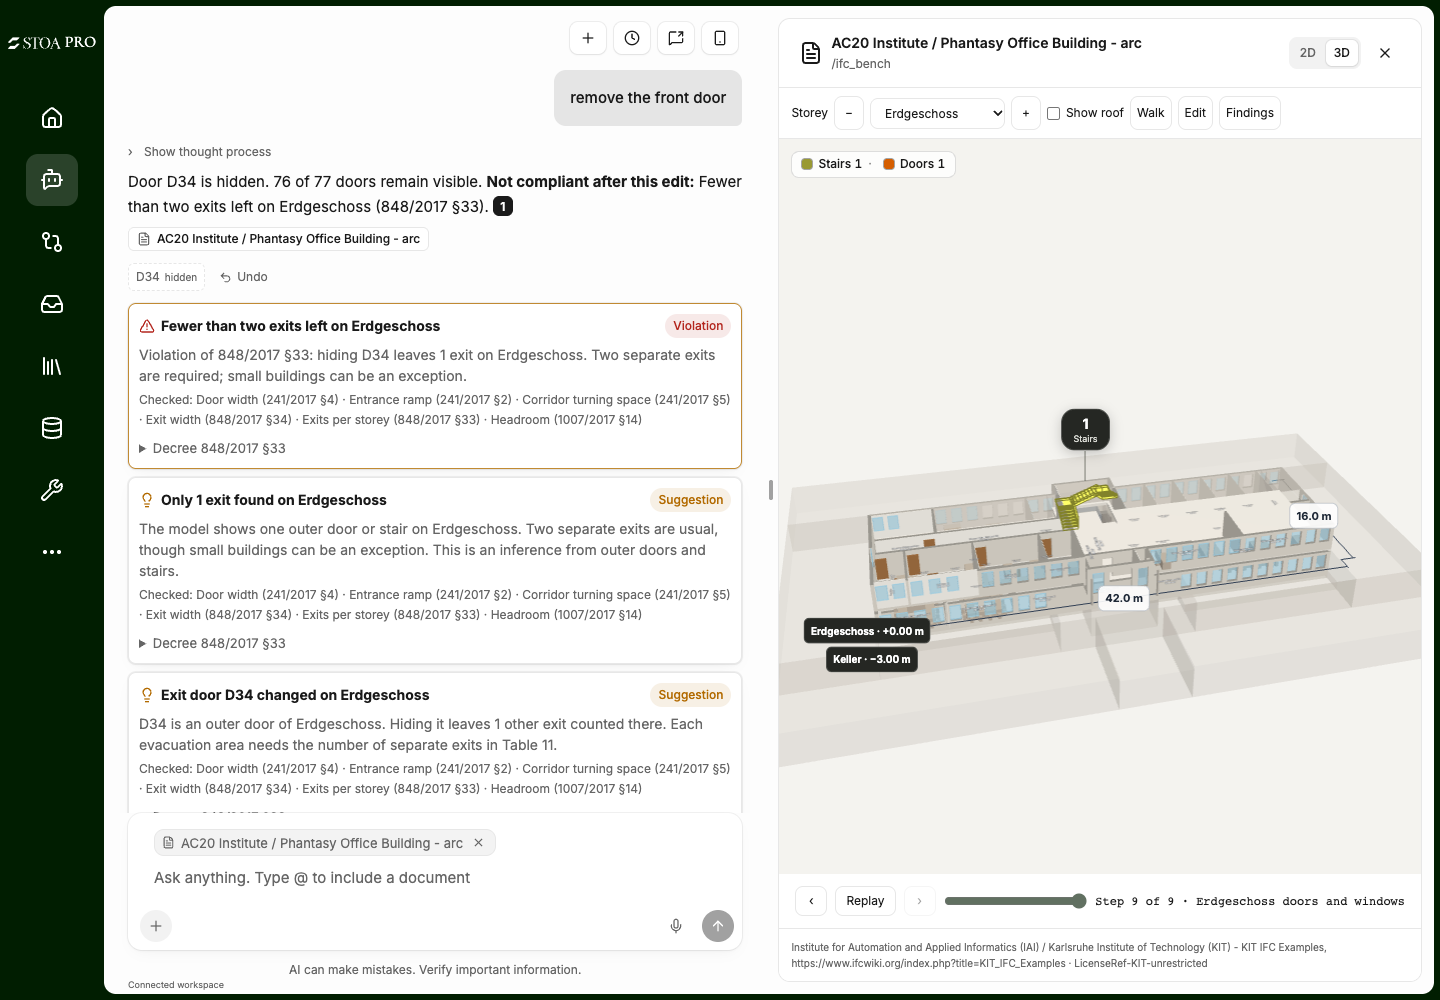 STOA PRO
remove the front door
Show thought process
Door D34 is hidden. 76 of 77 doors remain visible. Not compliant after this edit: Fewer
than two exits left on Erdgeschoss (848/2017 §33). 1
AC20 Institute / Phantasy Office Building - arc
D34 hidden Undo
Fewer than two exits left on Erdgeschoss Violation
Violation of 848/2017 §33: hiding D34 leaves 1 exit on Erdgeschoss. Two separate exits
are required; small buildings can be an exception.
Checked: Door width (241/2017 §4) · Entrance ramp (241/2017 §2) · Corridor turning space (241/2017 §5)
· Exit width (848/2017 §34) · Exits per storey (848/2017 §33) · Headroom (1007/2017 §14)
Decree 848/2017 §33
Only 1 exit found on Erdgeschoss Suggestion
The model shows one outer door or stair on Erdgeschoss. Two separate exits are usual,
though small buildings can be an exception. This is an inference from outer doors and
stairs.
Checked: Door width (241/2017 §4) · Entrance ramp (241/2017 §2) · Corridor turning space (241/2017 §5)
· Exit width (848/2017 §34) · Exits per storey (848/2017 §33) · Headroom (1007/2017 §14)
Decree 848/2017 §33
Exit door D34 changed on Erdgeschoss Suggestion
D34 is an outer door of Erdgeschoss. Hiding it leaves 1 other exit counted there. Each
evacuation area needs the number of separate exits in Table 11.
Checked: Door width (241/2017 §4) · Entrance ramp (241/2017 §2) · Corridor turning space (241/2017 §5)
· Exit width (848/2017 §34) · Exits per storey (848/2017 §33) · Headroom (1007/2017 §14)
AC20 Institute / Phantasy Office Building - arc
Ask anything. Type @ to include a document
AI can make mistakes. Verify important information.
Connected workspace
AC20 Institute / Phantasy Office Building - arc
/ifc_bench
2D 3D
Storey − Erdgeschoss + Show roof Walk Edit Findings
Stairs 1 · Doors 1
1
Stairs
16.0 m
42.0 m
Erdgeschoss · +0.00 m
Keller · −3.00 m
‹ Replay › Step 9 of 9 · Erdgeschoss doors and windows
Institute for Automation and Applied Informatics (IAI) / Karlsruhe Institute of Technology (KIT) - KIT IFC Examples,
https://www.ifcwiki.org/index.php?title=KIT_IFC_Examples · LicenseRef-KIT-unrestricted